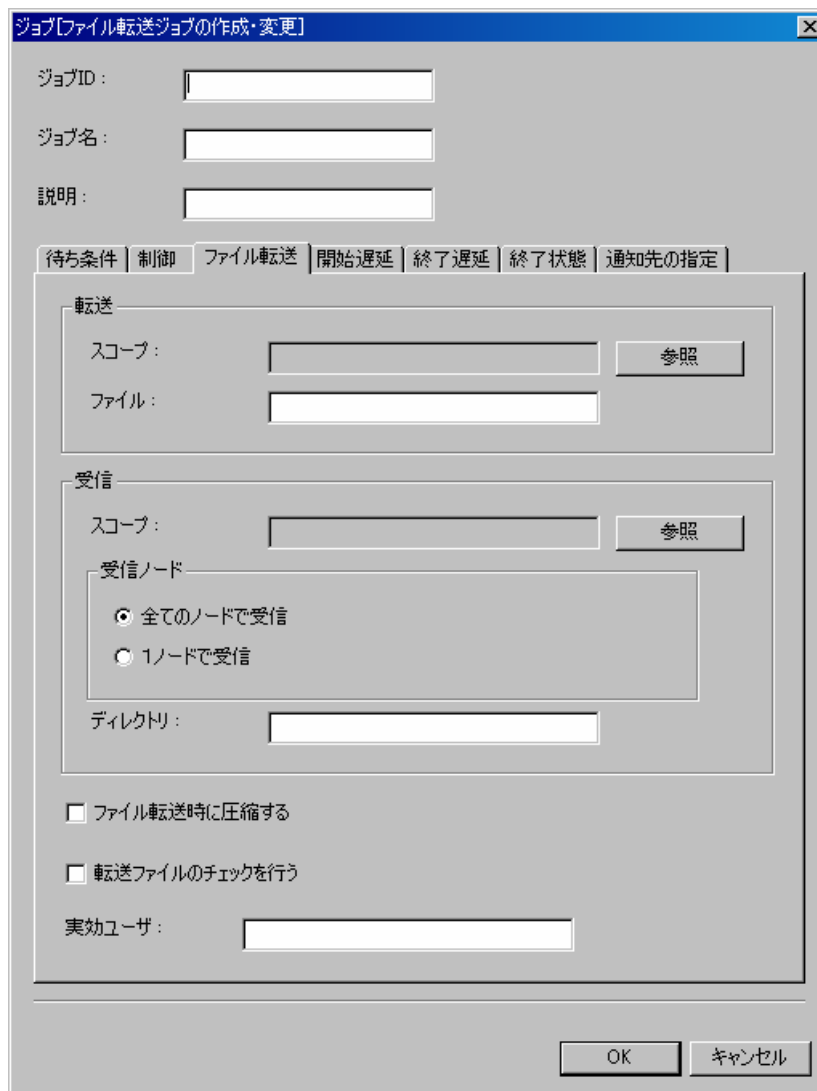 ジョブ[ファイル転送ジョブの作成・変更]
ジョブID：
ジョブ名：
説明：
待ち条件 制御 ファイル転送 開始遅延 終了遅延 終了状態 通知先の指定
転送
スコープ： 参照
ファイル：
受信
スコープ： 参照
受信ノード
全てのノードで受信
1ノードで受信
ディレクトリ：
ファイル転送時に圧縮する
転送ファイルのチェックを行う
実効ユーザ：
OK キャンセル